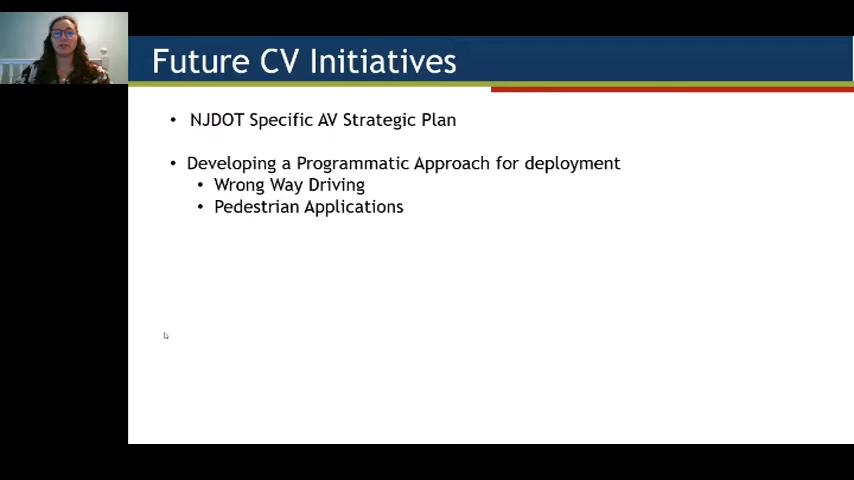 Future CV Initiatives
• NJDOT Specific AV Strategic Plan
• Developing a Programmatic Approach for deployment
• Wrong Way Driving
• Pedestrian Applications